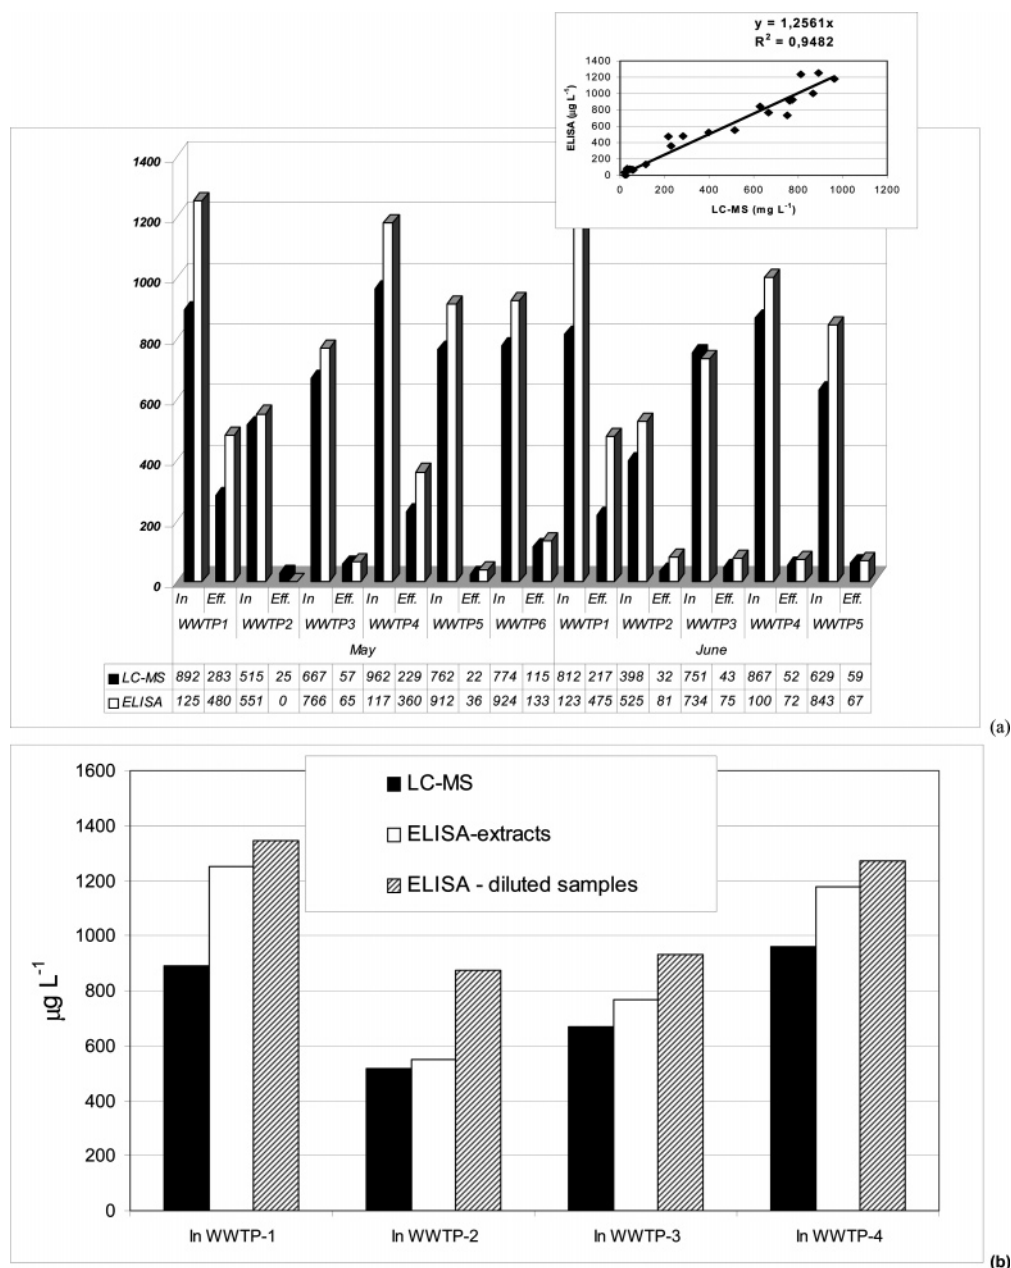 y = 1,2561x
R² = 0,9482
1400
1200
1000
800
600
400
200
0
ELISA (µg L⁻¹)
0 200 400 600 800 1000 1200
LC-MS (mg L⁻¹)
1400
1200
1000
800
600
400
200
0
In Eff. In Eff. In Eff. In Eff. In Eff. In Eff. In Eff. In Eff. In Eff. In Eff. In Eff.
WWTP1 WWTP2 WWTP3 WWTP4 WWTP5 WWTP6 WWTP1 WWTP2 WWTP3 WWTP4 WWTP5
May June
LC-MS 892 283 515 25 667 57 962 229 762 22 774 115 812 217 398 32 751 43 867 52 629 59
ELISA 125 480 551 0 766 65 117 360 912 36 924 133 123 475 525 81 734 75 100 72 843 67
(a)
1600
1400
1200
1000
800
600
400
200
0
µg L⁻¹
LC-MS
ELISA-extracts
ELISA - diluted samples
In WWTP-1 In WWTP-2 In WWTP-3 In WWTP-4
(b)